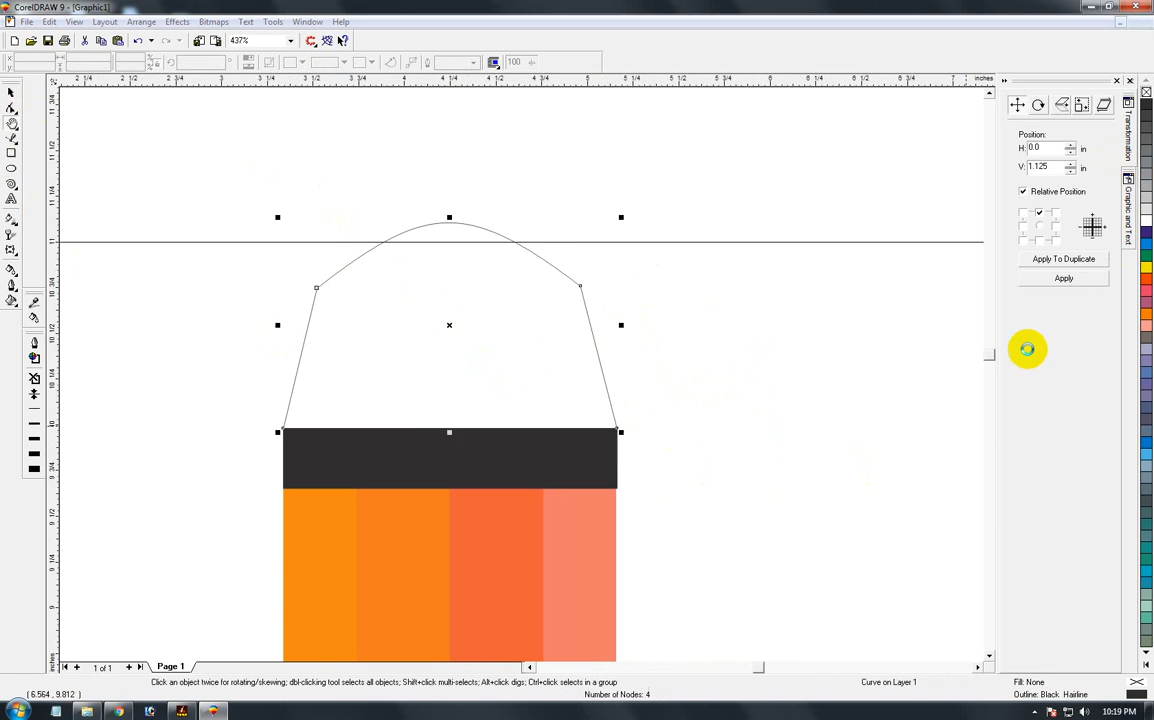 CorelDRAW 9 - [Graphic1]
File Edit View Layout Arrange Effects Bitmaps Text Tools Window Help
437%
100
inches
Position:
H: 0.0 in
V: 1.125 in
Relative Position
Apply To Duplicate
Apply
Transformation
Graphic and Text
inches
1 of 1
Page 1
Click an object twice for rotating/skewing; dbl-clicking tool selects all objects; Shift+click multi-selects; Alt+click digs; Ctrl+click selects in a group
Curve on Layer 1
Fill: None
( 6.564 , 9.812 )
Number of Nodes: 4
Outline: Black Hairline
10:19 PM